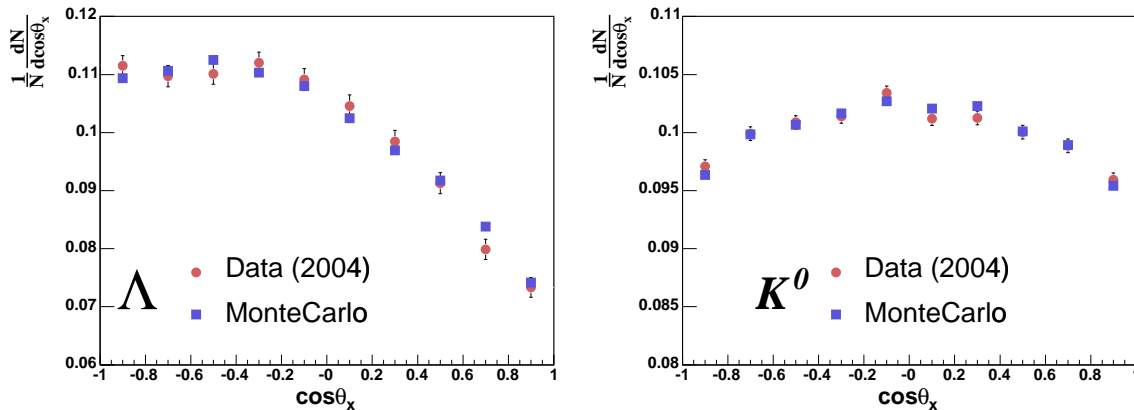 1/N dN/dcosθx
0.12
0.11
0.1
0.09
0.08
0.07
0.06
Λ
Data (2004)
MonteCarlo
-1 -0.8 -0.6 -0.4 -0.2 -0 0.2 0.4 0.6 0.8 1
cosθx
1/N dN/dcosθx
0.11
0.105
0.1
0.095
0.09
0.085
0.08
K0
Data (2004)
MonteCarlo
-1 -0.8 -0.6 -0.4 -0.2 -0 0.2 0.4 0.6 0.8 1
cosθx